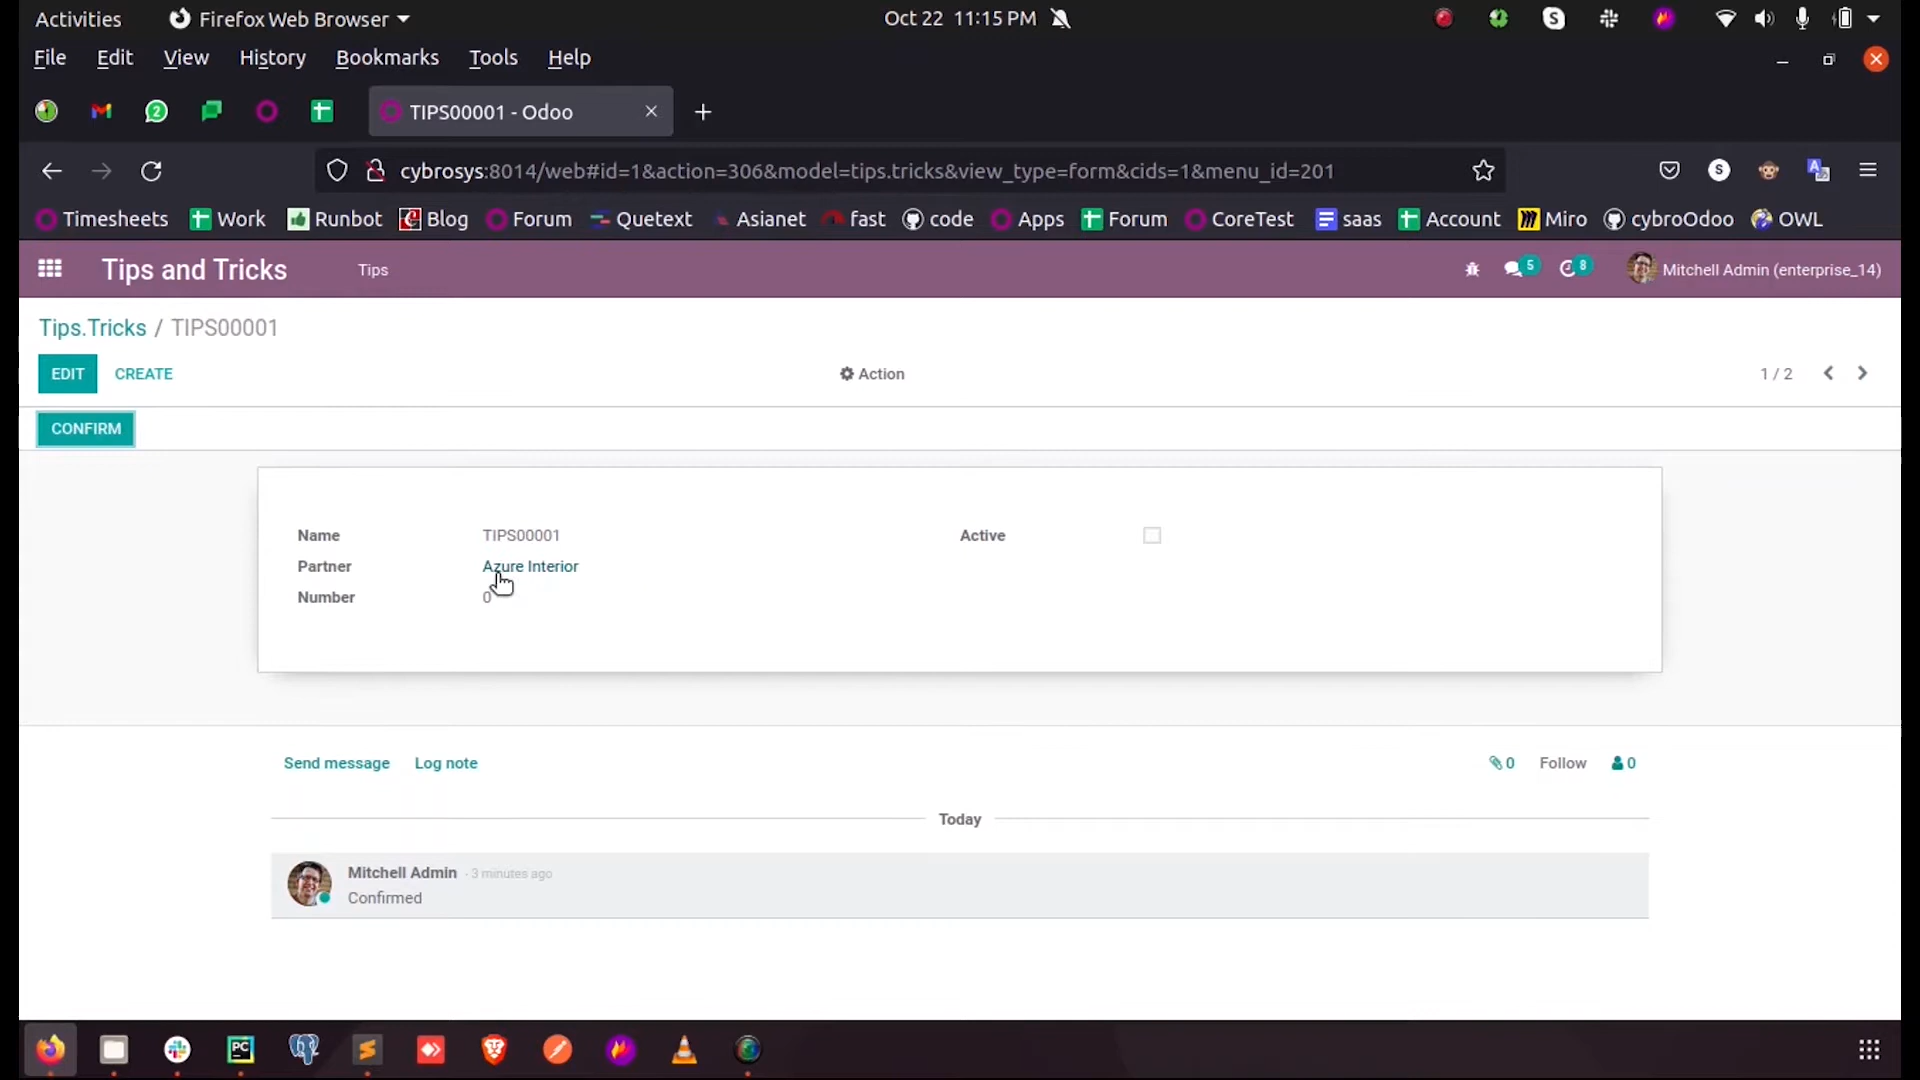 Activities Firefox Web Browser Oct 22 11:15 PM
File Edit View History Bookmarks Tools Help
TIPS00001 - Odoo
cybrosys:8014/web#id=1&action=306&model=tips.tricks&view_type=form&cids=1&menu_id=201
Timesheets Work Runbot Blog Forum Quetext Asianet fast code Apps Forum CoreTest saas Account Miro cybroOdoo OWL
Tips and Tricks Tips 5 8 Mitchell Admin (enterprise_14)
Tips.Tricks / TIPS00001
EDIT CREATE Action 1 / 2
CONFIRM
Name TIPS00001 Active
Partner Azure Interior
Number 0
Send message Log note 0 Follow 0
Today
Mitchell Admin - 3 minutes ago
Confirmed